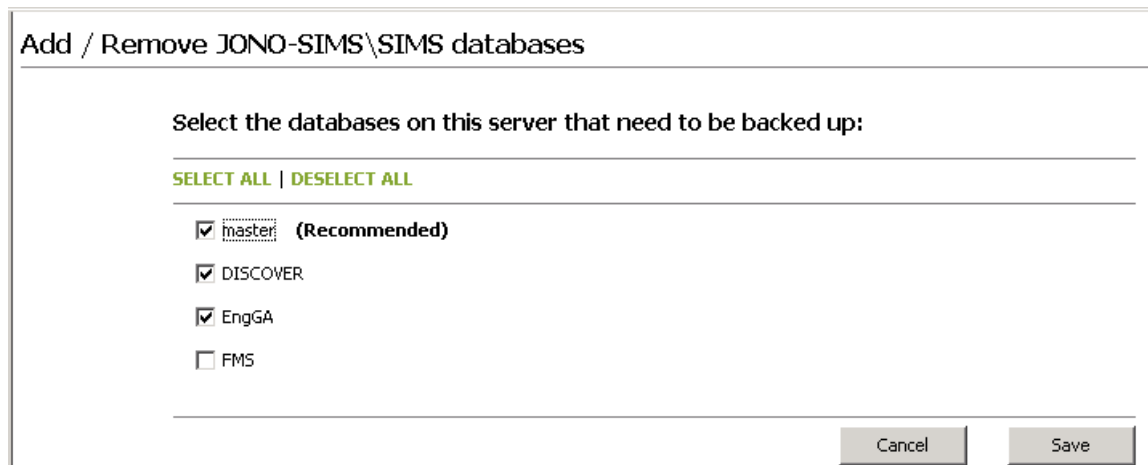 Add / Remove JONO-SIMS\SIMS databases
Select the databases on this server that need to be backed up:
SELECT ALL | DESELECT ALL
master (Recommended)
DISCOVER
EngGA
FMS
Cancel Save